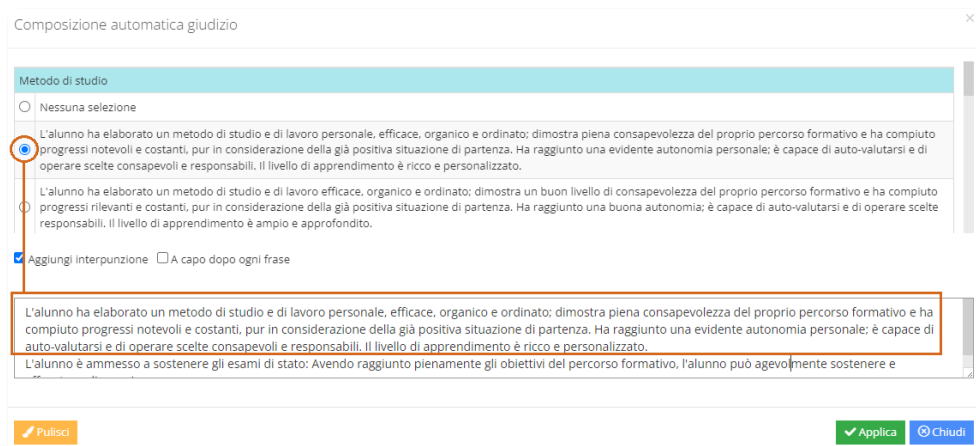 Composizione automatica giudizio
×
Metodo di studio
Nessuna selezione
L'alunno ha elaborato un metodo di studio e di lavoro personale, efficace, organico e ordinato; dimostra piena consapevolezza del proprio percorso formativo e ha compiuto
progressi notevoli e costanti, pur in considerazione della già positiva situazione di partenza. Ha raggiunto una evidente autonomia personale; è capace di auto-valutarsi e di
operare scelte consapevoli e responsabili. Il livello di apprendimento è ricco e personalizzato.
L'alunno ha elaborato un metodo di studio e di lavoro efficace, organico e ordinato; dimostra un buon livello di consapevolezza del proprio percorso formativo e ha compiuto
progressi rilevanti e costanti, pur in considerazione della già positiva situazione di partenza. Ha raggiunto una buona autonomia; è capace di auto-valutarsi e di operare scelte
responsabili. Il livello di apprendimento è ampio e approfondito.
Aggiungi interpunzione A capo dopo ogni frase
L'alunno ha elaborato un metodo di studio e di lavoro personale, efficace, organico e ordinato; dimostra piena consapevolezza del proprio percorso formativo e ha
compiuto progressi notevoli e costanti, pur in considerazione della già positiva situazione di partenza. Ha raggiunto una evidente autonomia personale; è capace di
auto-valutarsi e di operare scelte consapevoli e responsabili. Il livello di apprendimento è ricco e personalizzato.
L'alunno è ammesso a sostenere gli esami di stato: Avendo raggiunto pienamente gli obiettivi del percorso formativo, l'alunno può agevolmente sostenere e
Pulisci
Applica Chiudi